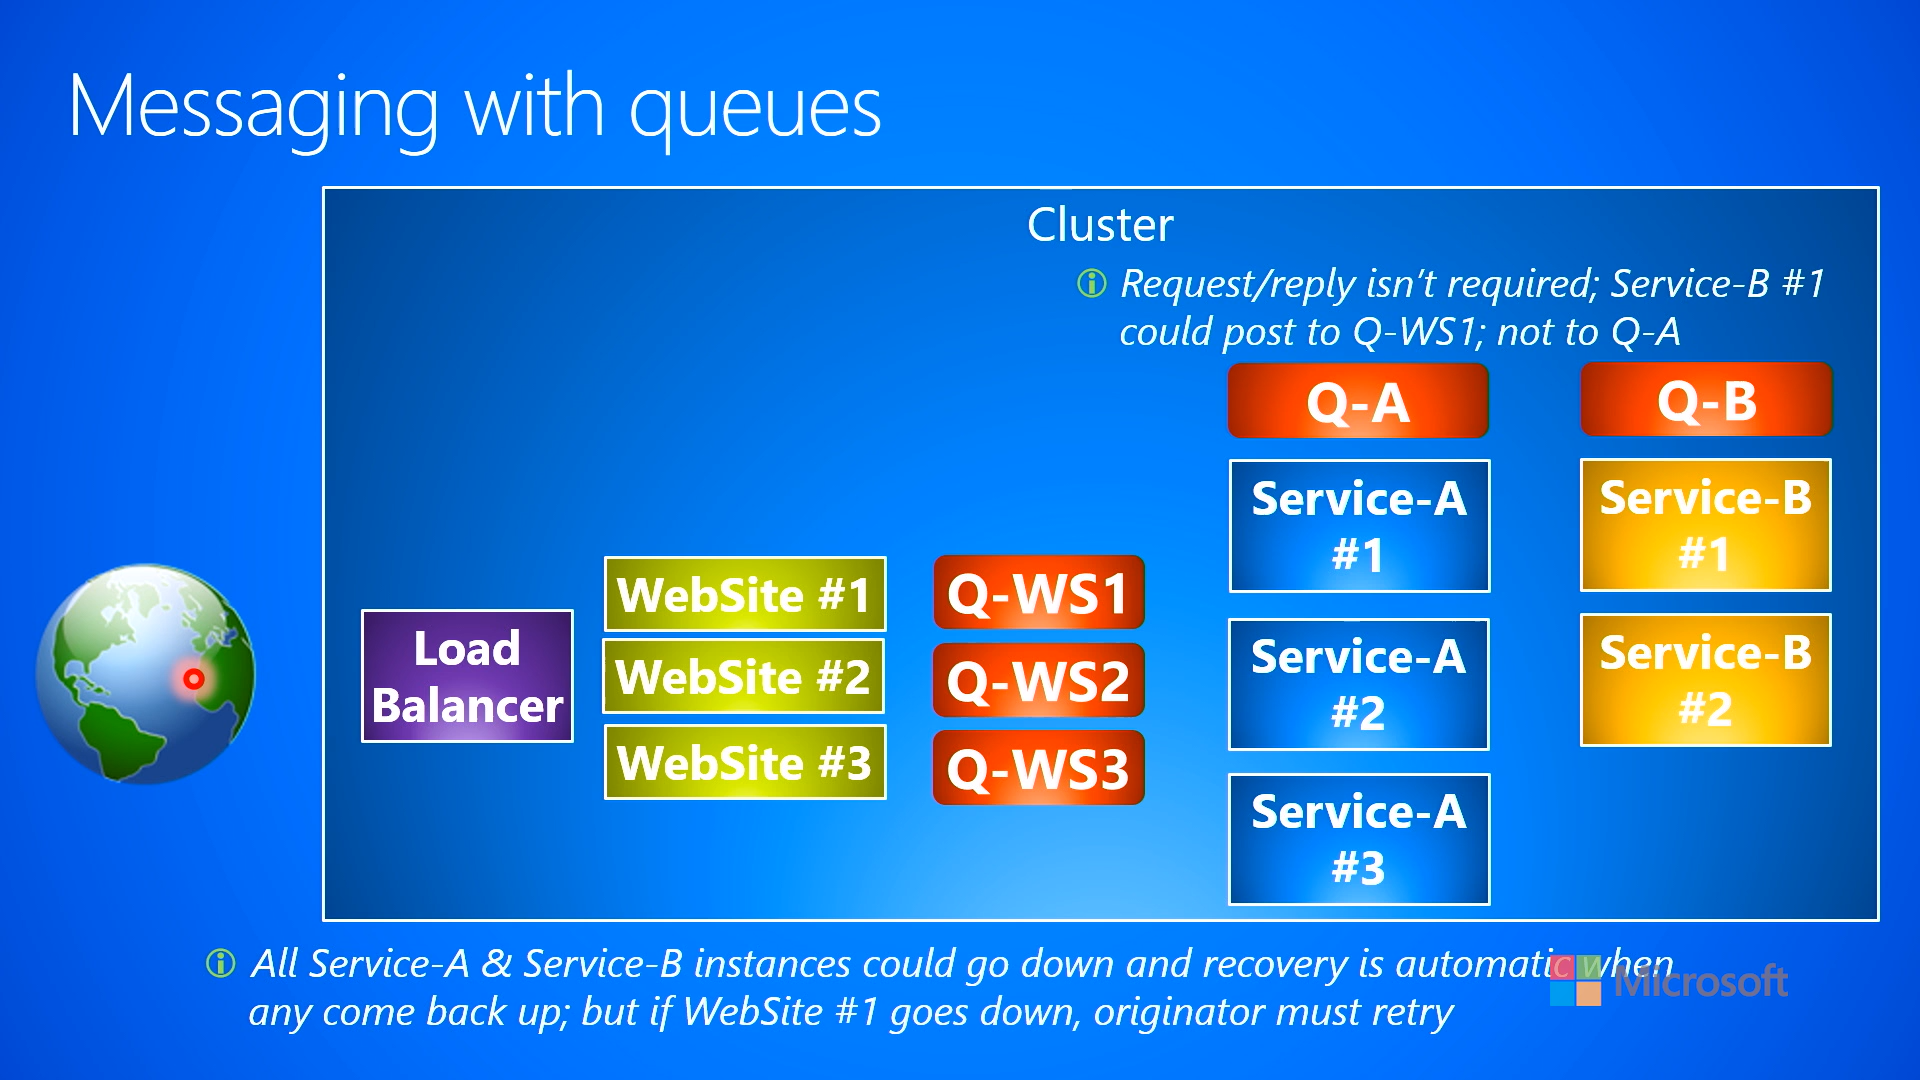 Messaging with queues
Cluster
Request/reply isn't required; Service-B #1
could post to Q-WS1; not to Q-A
Q-A
Q-B
Service-A
#1
Service-B
#1
WebSite #1
Q-WS1
Load
Balancer
WebSite #2
Q-WS2
Service-A
#2
Service-B
#2
WebSite #3
Q-WS3
Service-A
#3
All Service-A & Service-B instances could go down and recovery is automatic when
any come back up; but if WebSite #1 goes down, originator must retry
Microsoft